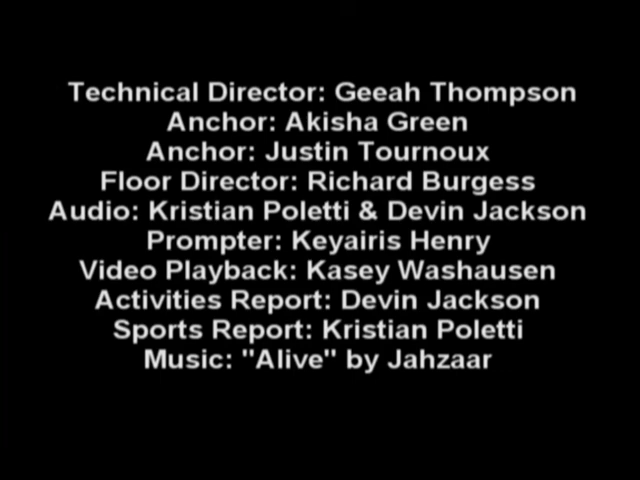 Technical Director: Geeah Thompson
Anchor: Akisha Green
Anchor: Justin Tournoux
Floor Director: Richard Burgess
Audio: Kristian Poletti & Devin Jackson
Prompter: Keyairis Henry
Video Playback: Kasey Washausen
Activities Report: Devin Jackson
Sports Report: Kristian Poletti
Music: "Alive" by Jahzaar